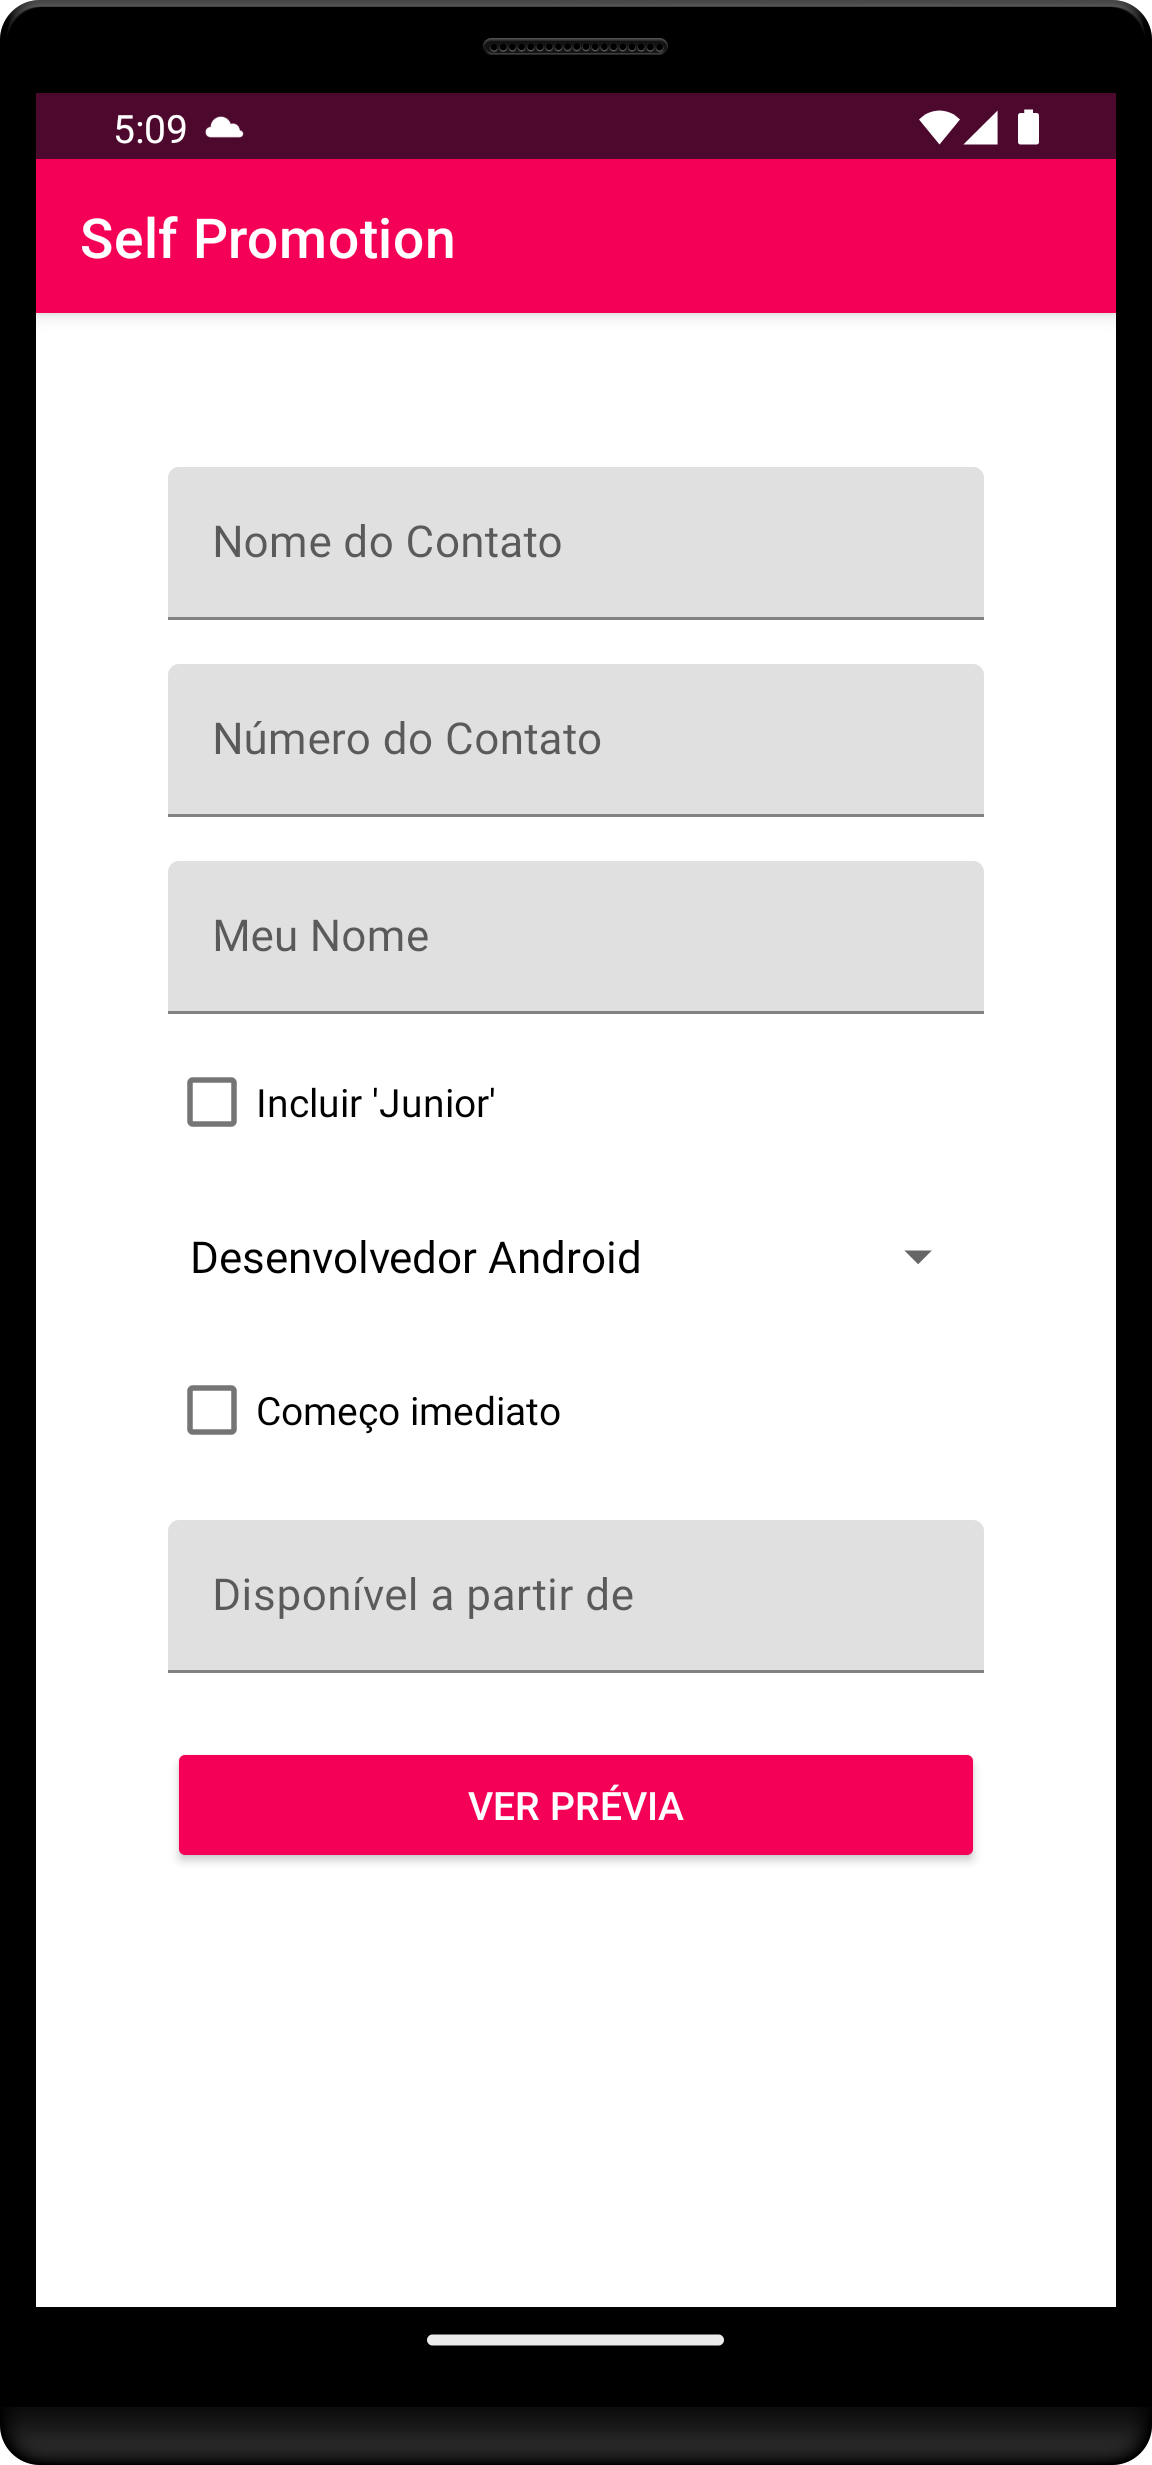 5:09
Self Promotion
Nome do Contato
Número do Contato
Meu Nome
Incluir 'Junior'
Desenvolvedor Android
Começo imediato
Disponível a partir de
VER PRÉVIA